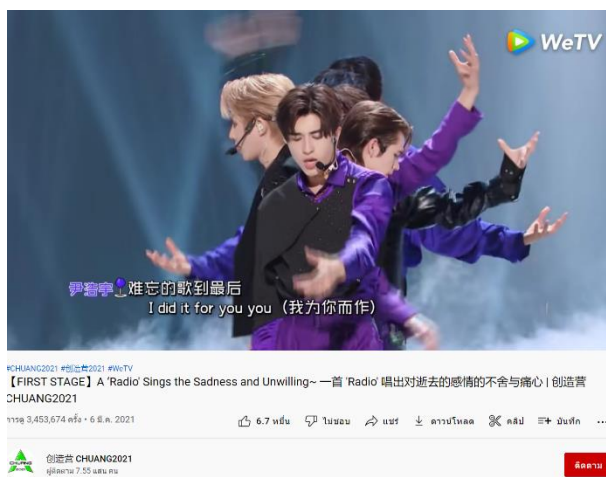 WeTV
尹浩宇 难忘的歌到最后
I did it for you you (我为你而作)
#CHUANG2021 #创造营2021 #WeTV
【FIRST STAGE】A 'Radio' Sings the Sadness and Unwilling~ 一首 'Radio' 唱出对逝去的感情的不舍与痛心 | 创造营
CHUANG2021
การดู 3,453,674 ครั้ง • 6 มี.ค. 2021
6.7 หมื่น ไม่ชอบ แชร์ ดาวน์โหลด คลิป บันทึก ...
创造营 CHUANG2021
ผู้ติดตาม 7.55 แสน คน
ติดตาม